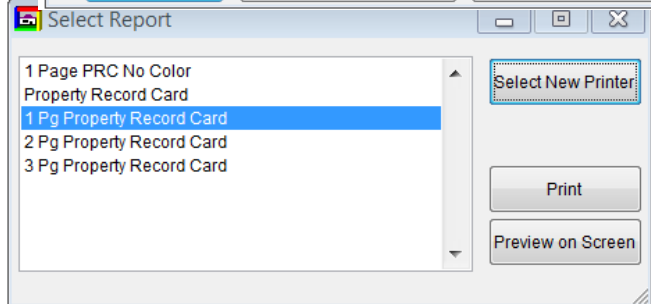 Select Report
1 Page PRC No Color
Property Record Card
1 Pg Property Record Card
2 Pg Property Record Card
3 Pg Property Record Card
Select New Printer
Print
Preview on Screen